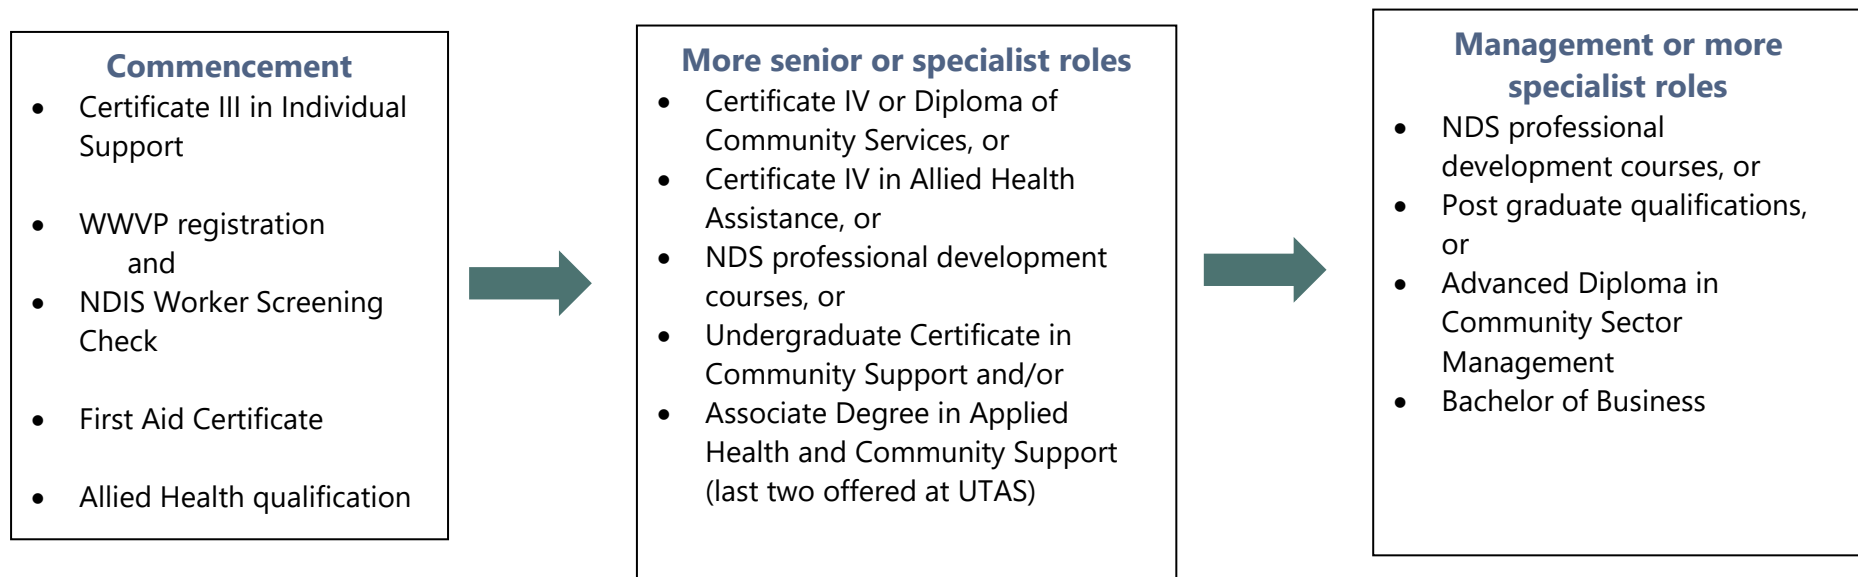 Commencement
• Certificate III in Individual
Support
• WWVP registration
and
• NDIS Worker Screening
Check
• First Aid Certificate
• Allied Health qualification
More senior or specialist roles
• Certificate IV or Diploma of
Community Services, or
• Certificate IV in Allied Health
Assistance, or
• NDS professional development
courses, or
• Undergraduate Certificate in
Community Support and/or
• Associate Degree in Applied
Health and Community Support
(last two offered at UTAS)
Management or more
specialist roles
• NDS professional
development courses, or
• Post graduate qualifications,
or
• Advanced Diploma in
Community Sector
Management
• Bachelor of Business